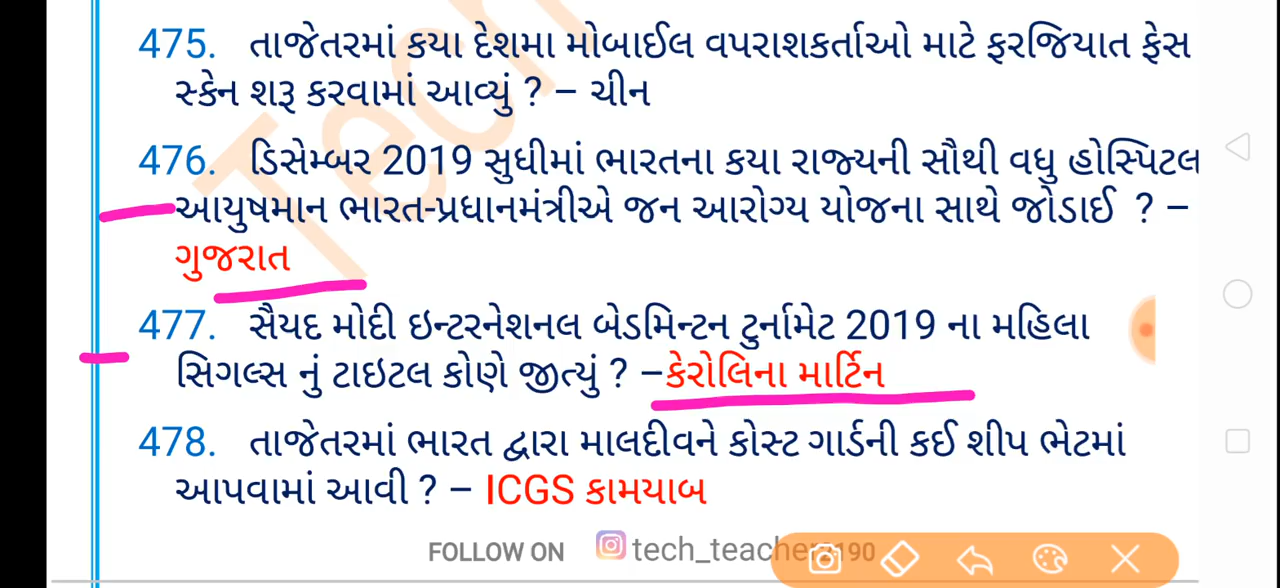 475. તાજેતરમાં કયા દેશમા મોબાઈલ વપરાશકર્તાઓ માટે ફરજિયાત ફેસ
સ્કેન શરૂ કરવામાં આવ્યું ? – ચીન
476. ડિસેમ્બર 2019 સુધીમાં ભારતના કયા રાજ્યની સૌથી વધુ હોસ્પિટલ
આયુષમાન ભારત-પ્રધાનમંત્રીએ જન આરોગ્ય યોજના સાથે જોડાઈ ? –
ગુજરાત
477. સૈયદ મોદી ઇન્ટરનેશનલ બેડમિન્ટન ટુર્નામેટ 2019 ના મહિલા
સિગલ્સ નું ટાઇટલ કોણે જીત્યું ? –કેરોલિના માર્ટિન
478. તાજેતરમાં ભારત દ્વારા માલદીવને કોસ્ટ ગાર્ડની કઈ શીપ ભેટમાં
આપવામાં આવી ? – ICGS કામયાબ
FOLLOW ON tech_teacher2190
Tech